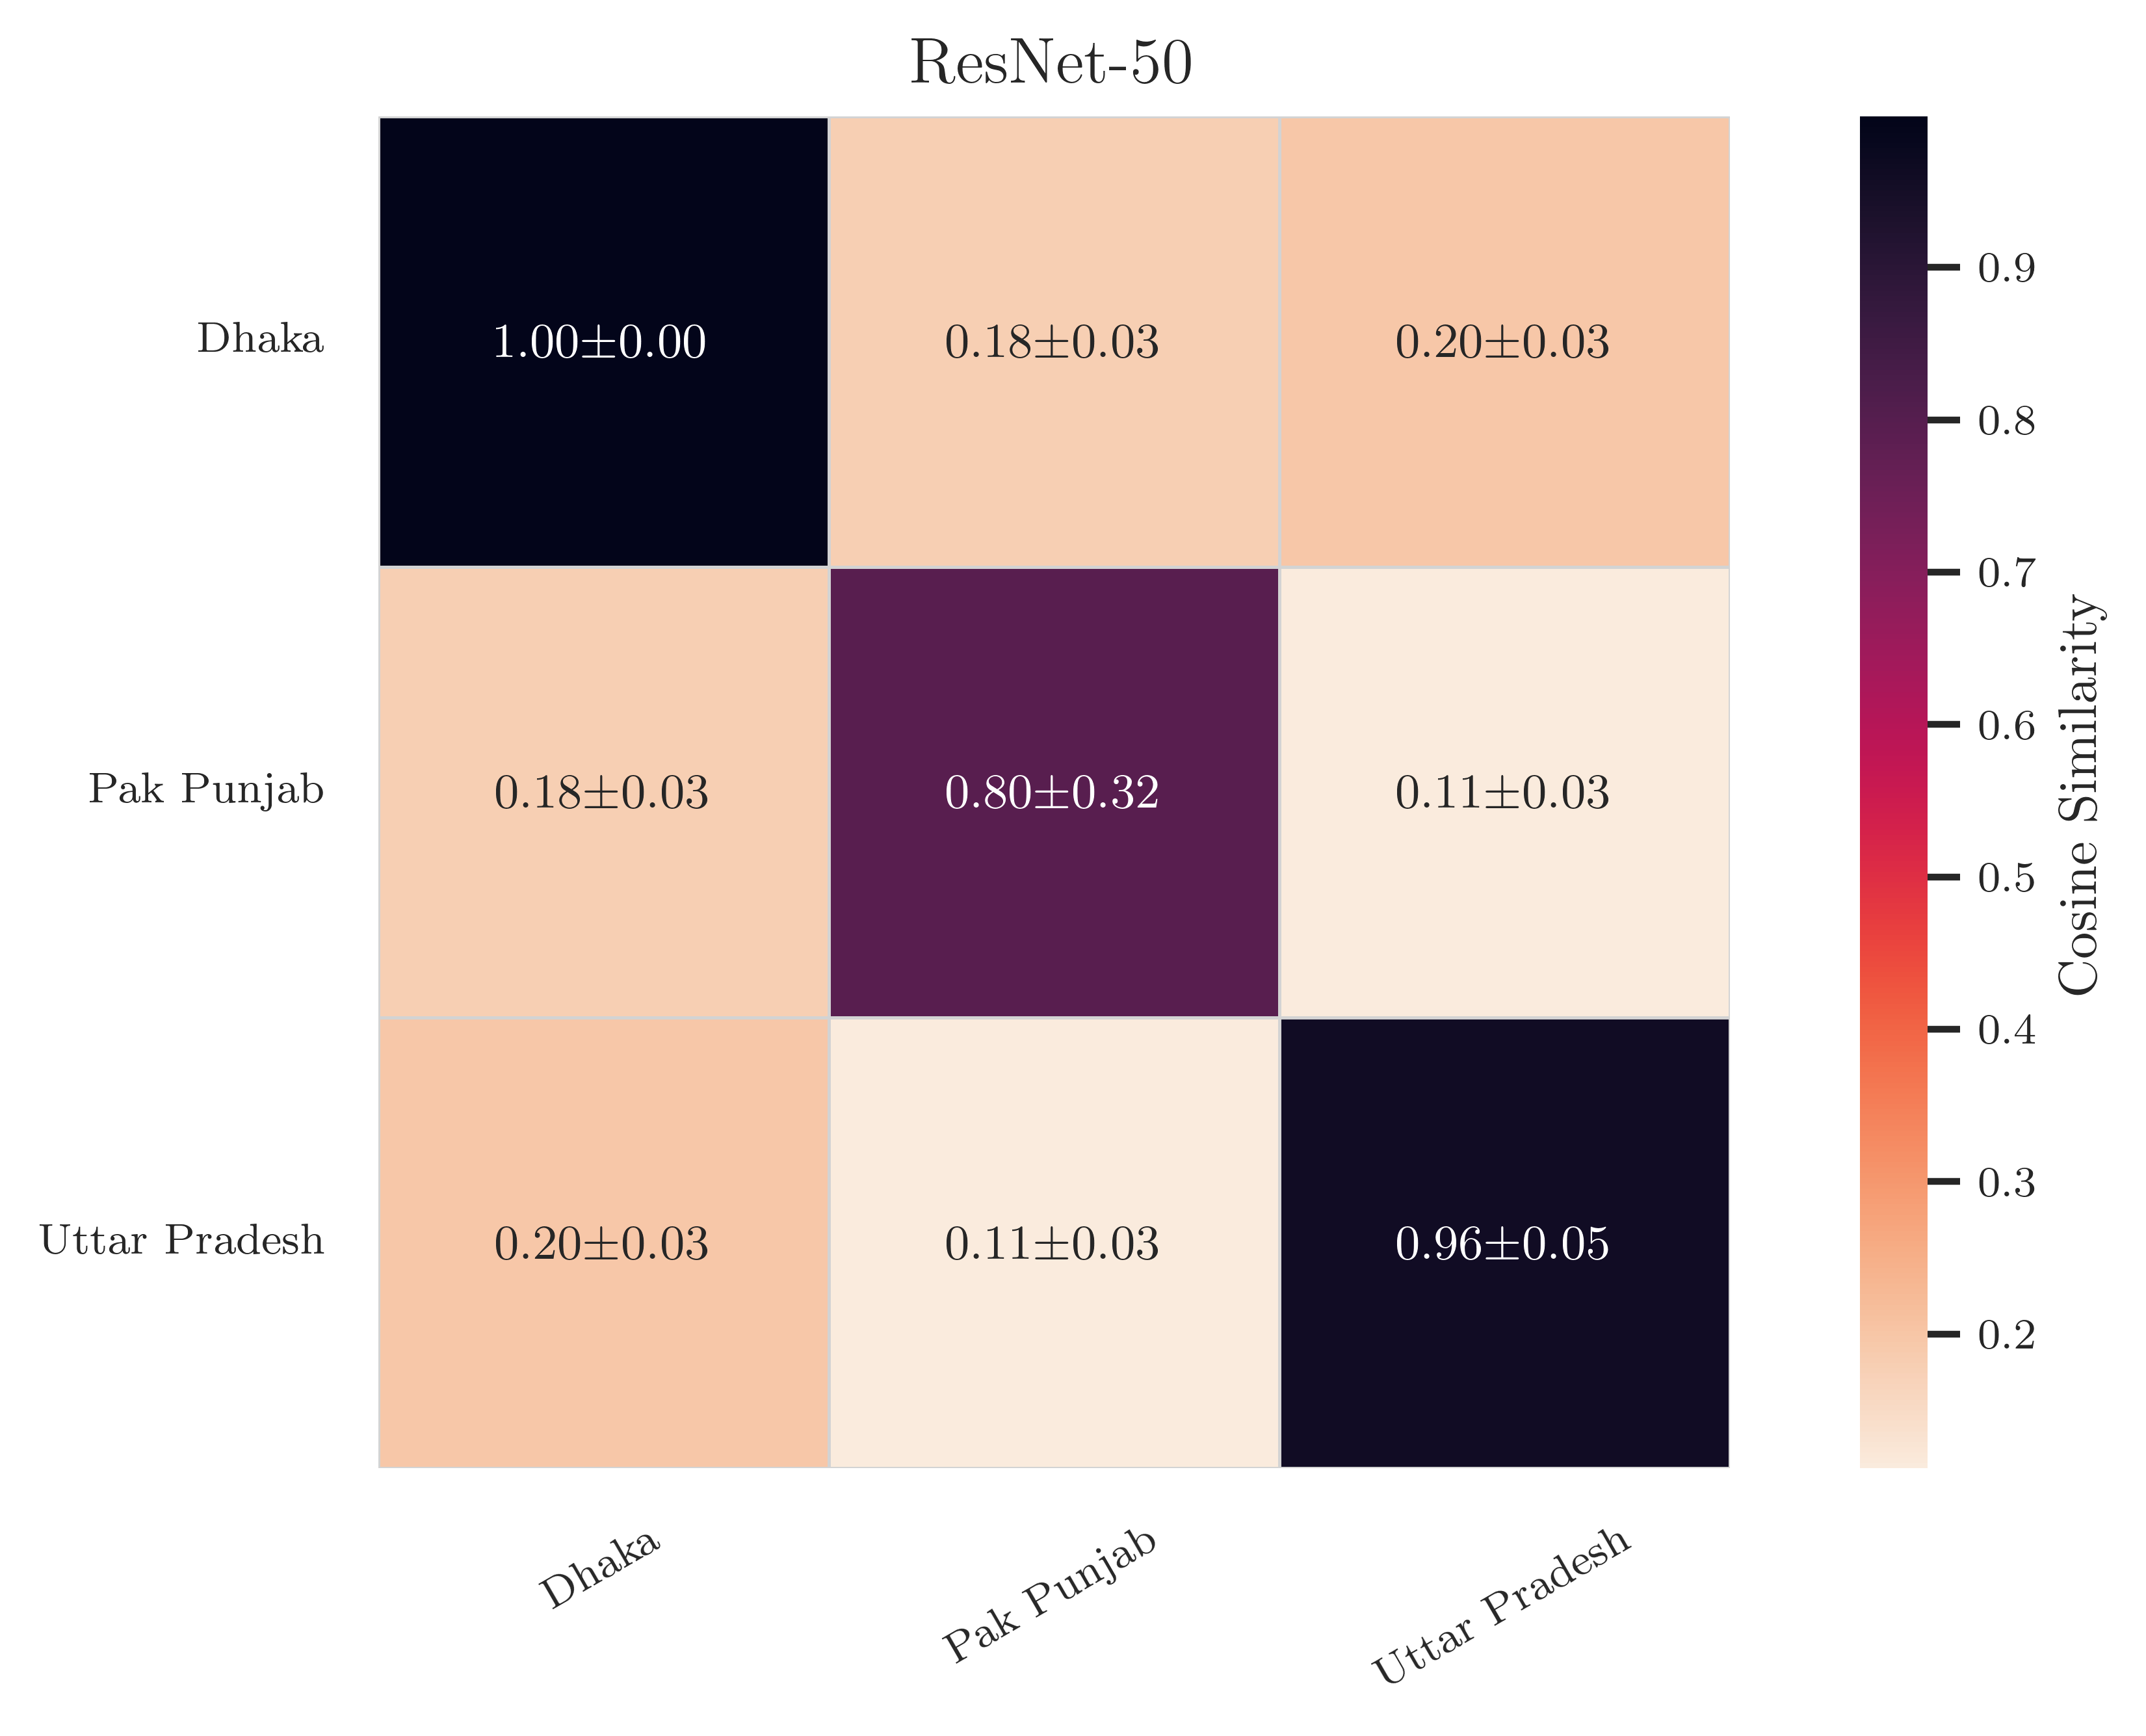 ResNet-50
Dhaka
1.00±0.00
0.18±0.03
0.20±0.03
Pak Punjab
0.18±0.03
0.80±0.32
0.11±0.03
Uttar Pradesh
0.20±0.03
0.11±0.03
0.96±0.05
Dhaka
Pak Punjab
Uttar Pradesh
0.9
0.8
0.7
0.6
0.5
0.4
0.3
0.2
Cosine Similarity